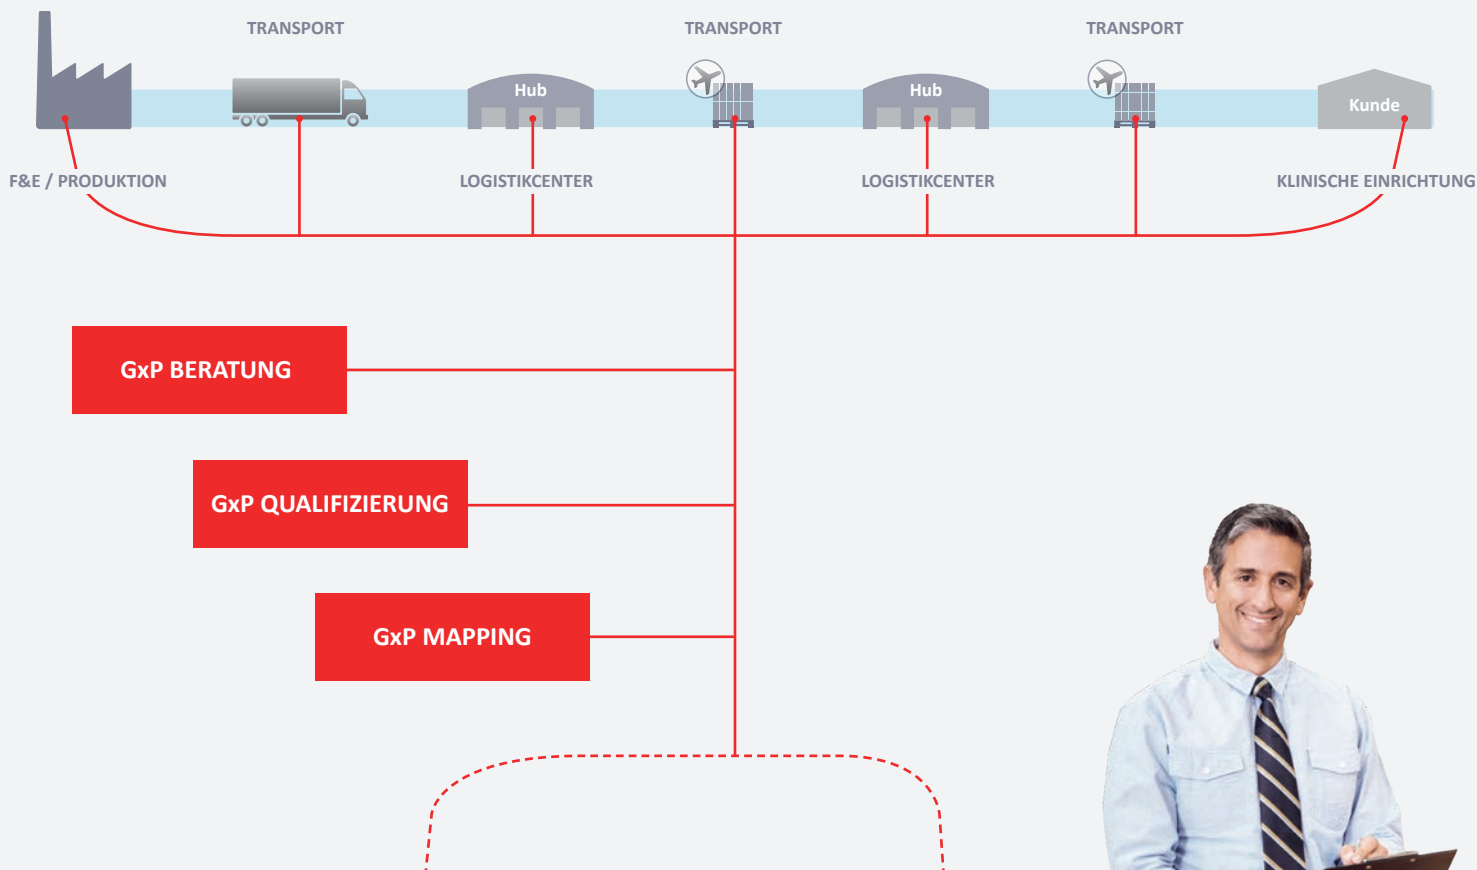 TRANSPORT
TRANSPORT
TRANSPORT
Hub
Hub
Kunde
F&E / PRODUKTION
LOGISTIKCENTER
LOGISTIKCENTER
KLINISCHE EINRICHTUNG
GxP BERATUNG
GxP QUALIFIZIERUNG
GxP MAPPING